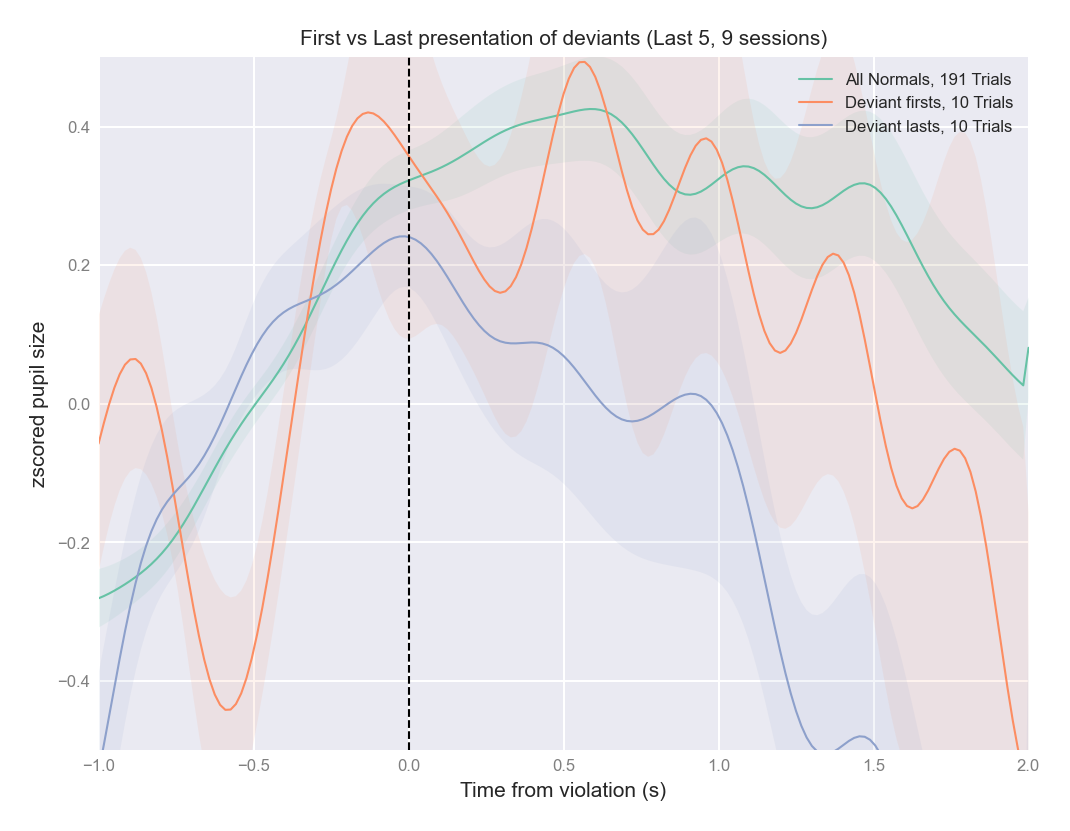 First vs Last presentation of deviants (Last 5, 9 sessions)
All Normals, 191 Trials
Deviant firsts, 10 Trials
Deviant lasts, 10 Trials
zscored pupil size
0.4
0.2
0.0
−0.2
−0.4
−1.0 −0.5 0.0 0.5 1.0 1.5 2.0
Time from violation (s)